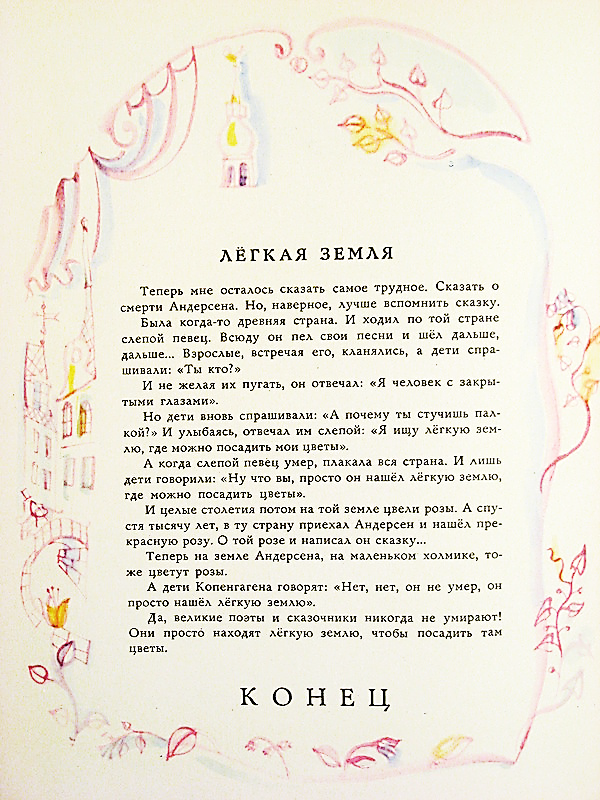 ЛЁГКАЯ ЗЕМЛЯ
Теперь мне осталось сказать самое трудное. Сказать о
смерти Андерсена. Но, наверное, лучше вспомнить сказку.
Была когда-то древняя страна. И ходил по той стране
слепой певец. Всюду он пел свои песни и шёл дальше,
дальше... Взрослые, встречая его, кланялись, а дети спра-
шивали: «Ты кто?»
И не желая их пугать, он отвечал: «Я человек с закры-
тыми глазами».
Но дети вновь спрашивали: «А почему ты стучишь пал-
кой?» И улыбаясь, отвечал им слепой: «Я ищу лёгкую зем-
лю, где можно посадить мои цветы».
А когда слепой певец умер, плакала вся страна. И лишь
дети говорили: «Ну что вы, просто он нашёл лёгкую землю,
где можно посадить цветы».
И целые столетия потом на той земле цвели розы. А спу-
стя тысячу лет, в ту страну приехал Андерсен и нашёл пре-
красную розу. О той розе и написал он сказку...
Теперь на земле Андерсена, на маленьком холмике, то-
же цветут розы.
А дети Копенгагена говорят: «Нет, нет, он не умер, он
просто нашёл лёгкую землю».
Да, великие поэты и сказочники никогда не умирают!
Они просто находят лёгкую землю, чтобы посадить там
цветы.
КОНЕЦ